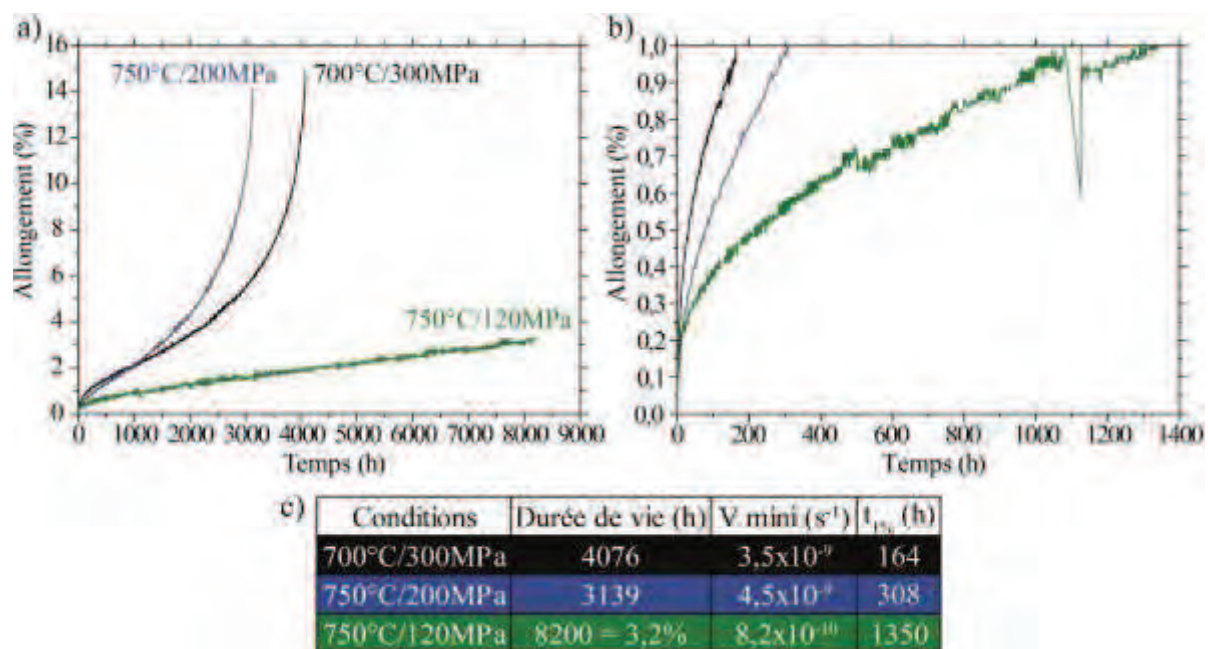 a)
16
14
12
10
8
6
4
2
0
Allongement (%)
750°C/200MPa
700°C/300MPa
750°C/120MPa
0 1000 2000 3000 4000 5000 6000 7000 8000 9000
Temps (h)
b)
1,0
0,9
0,8
0,7
0,6
0,5
0,4
0,3
0,2
0,1
0,0
Allongement (%)
0 200 400 600 800 1000 1200 1400
Temps (h)
c)
Conditions Durée de vie (h) V mini (s⁻¹) t1% (h)
700°C/300MPa 4076 3,5x10⁻⁹ 164
750°C/200MPa 3139 4,5x10⁻⁹ 308
750°C/120MPa 8200 = 3,2% 8,2x10⁻¹⁰ 1350